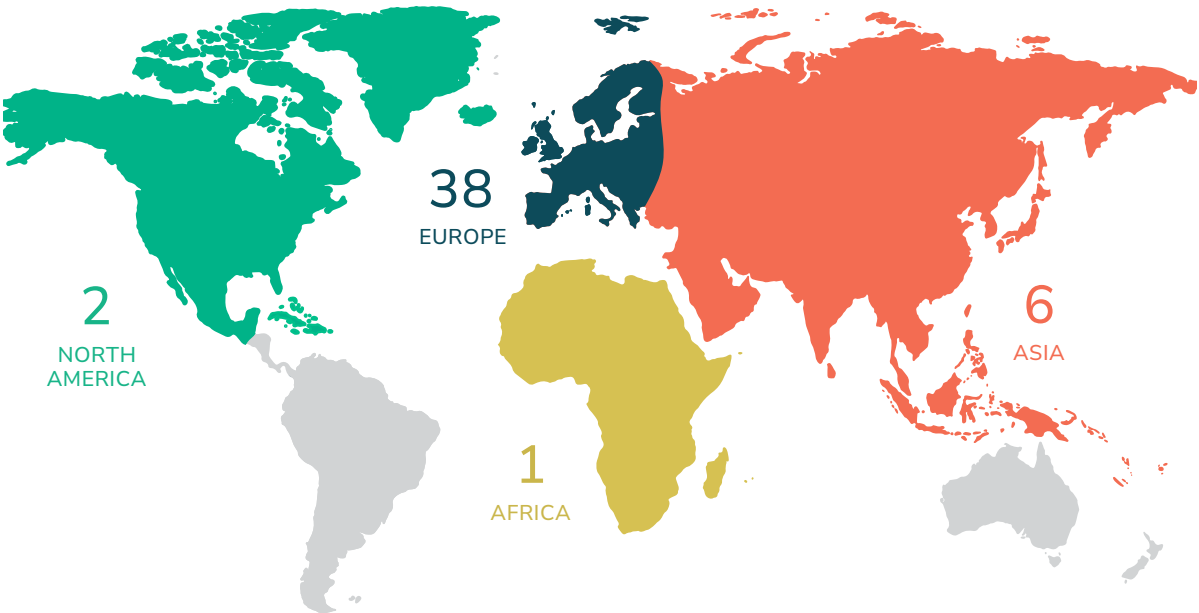 38
EUROPE
2
NORTH
AMERICA
6
ASIA
1
AFRICA